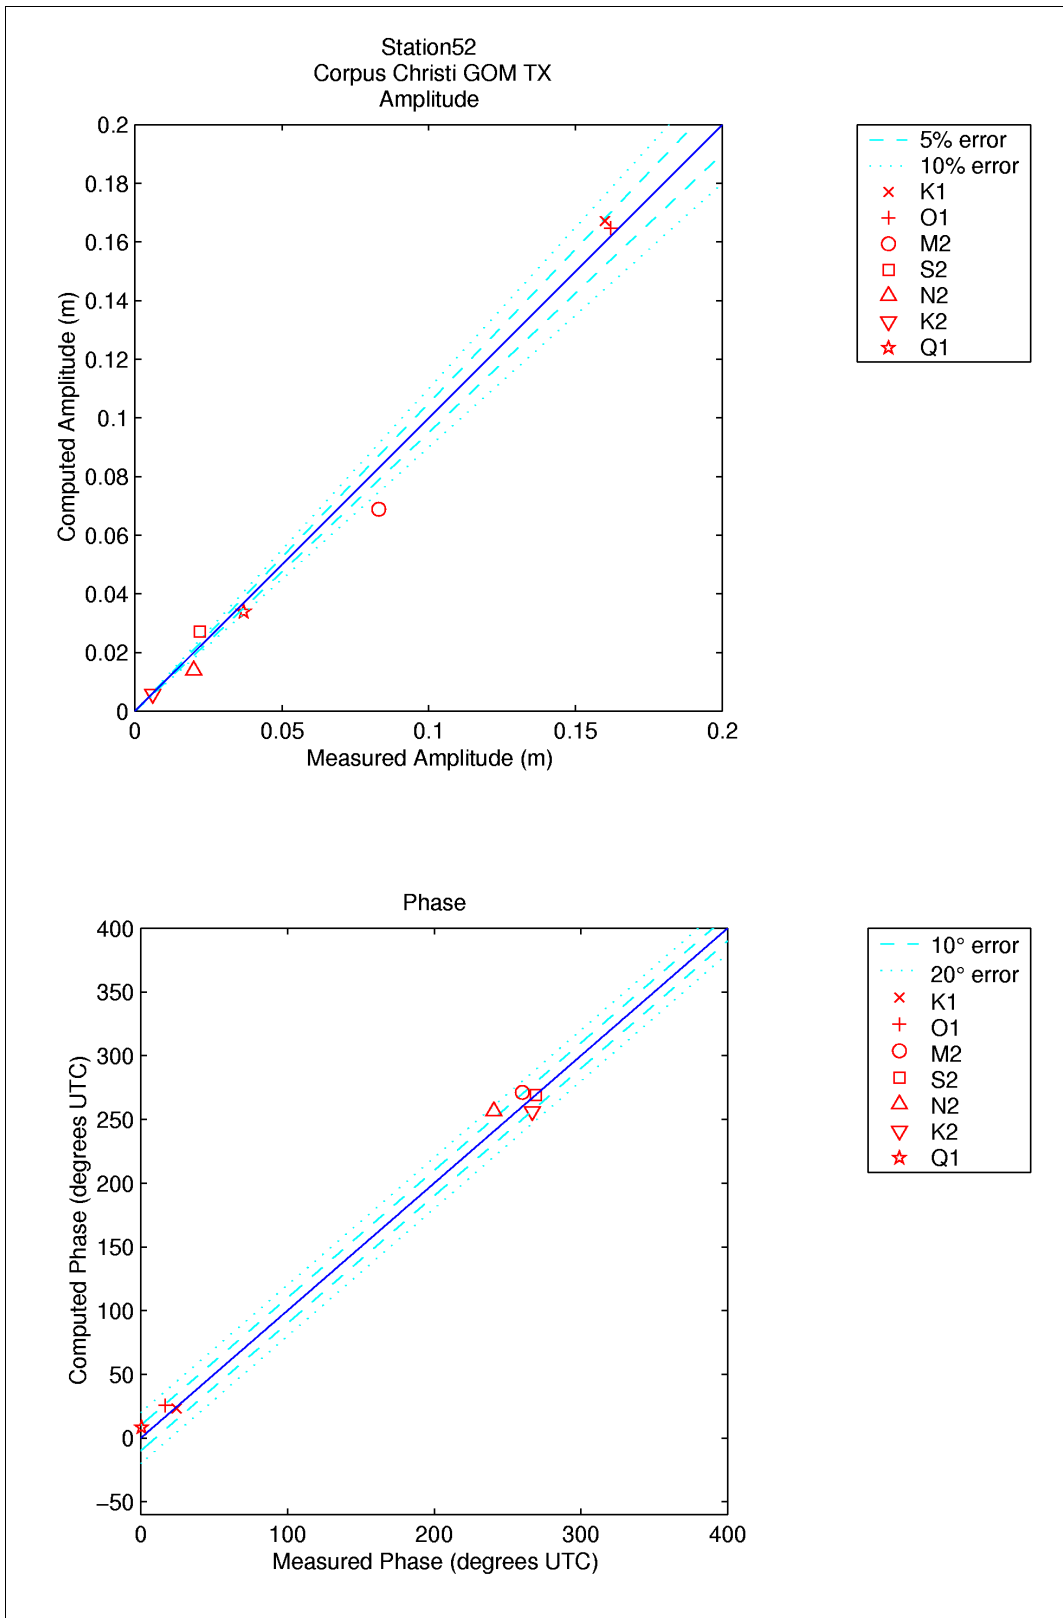 Station52
Corpus Christi GOM TX
Amplitude
0.2
0.18
0.16
0.14
0.12
0.1
0.08
0.06
0.04
0.02
0
Computed Amplitude (m)
0 0.05 0.1 0.15 0.2
Measured Amplitude (m)
5% error
10% error
K1
O1
M2
S2
N2
K2
Q1
Phase
400
350
300
250
200
150
100
50
0
−50
Computed Phase (degrees UTC)
0 100 200 300 400
Measured Phase (degrees UTC)
10° error
20° error
K1
O1
M2
S2
N2
K2
Q1